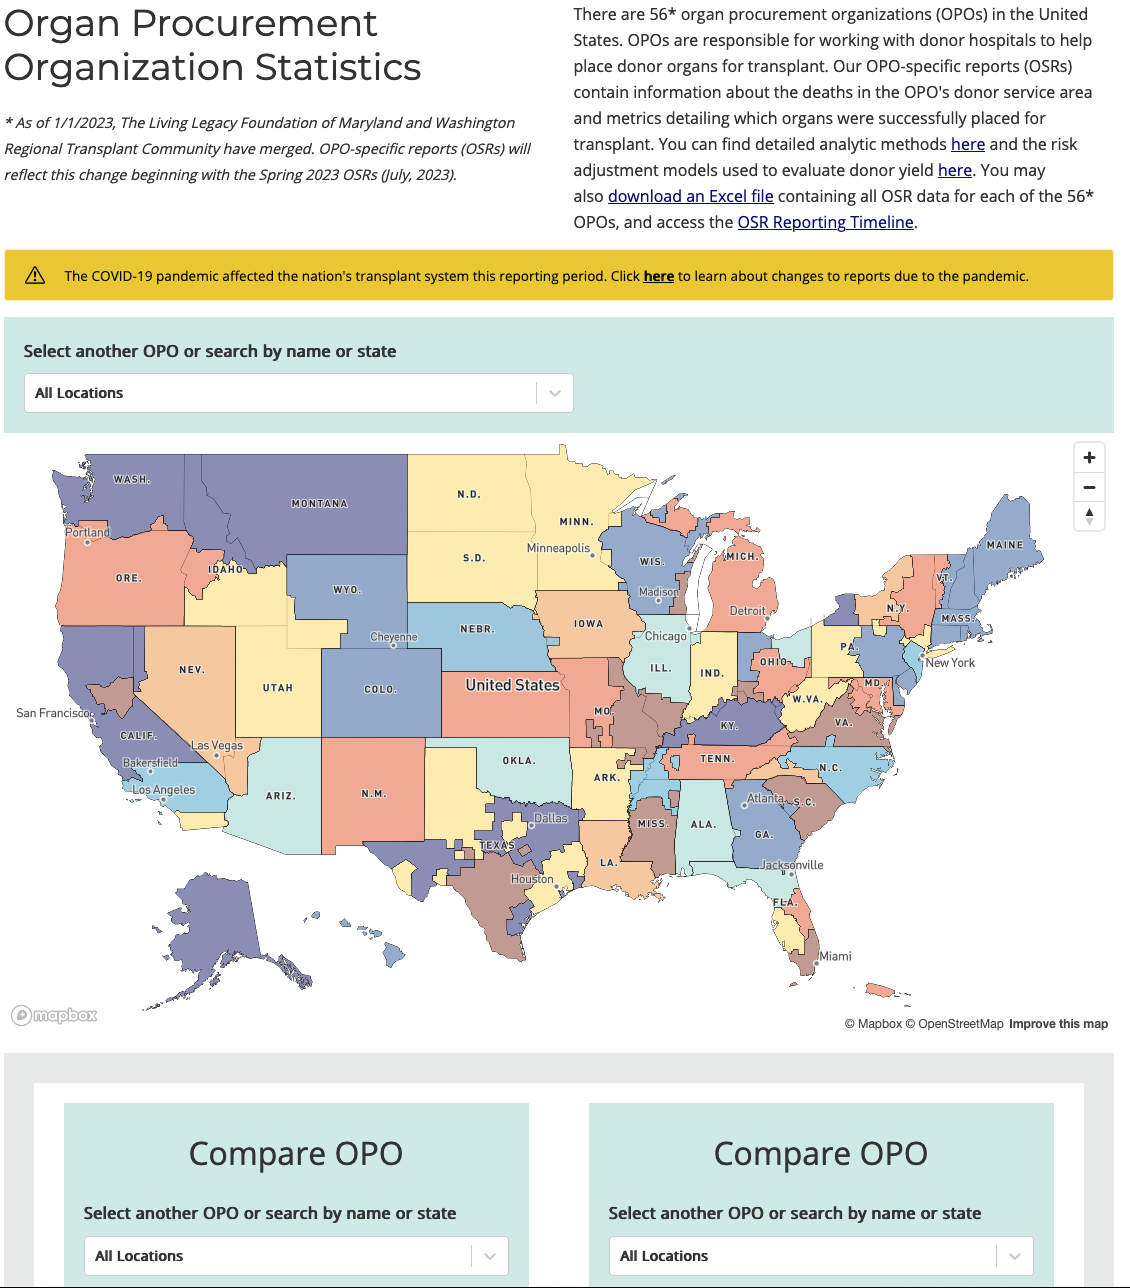 Organ Procurement
Organization Statistics
* As of 1/1/2023, The Living Legacy Foundation of Maryland and Washington
Regional Transplant Community have merged. OPO-specific reports (OSRs) will
reflect this change beginning with the Spring 2023 OSRs (July, 2023).
There are 56* organ procurement organizations (OPOs) in the United
States. OPOs are responsible for working with donor hospitals to help
place donor organs for transplant. Our OPO-specific reports (OSRs)
contain information about the deaths in the OPO's donor service area
and metrics detailing which organs were successfully placed for
transplant. You can find detailed analytic methods here and the risk
adjustment models used to evaluate donor yield here. You may
also download an Excel file containing all OSR data for each of the 56*
OPOs, and access the OSR Reporting Timeline.
The COVID-19 pandemic affected the nation's transplant system this reporting period. Click here to learn about changes to reports due to the pandemic.
Select another OPO or search by name or state
All Locations
WASH.
MONTANA
N.D.
MINN.
Portland
Minneapolis
MAINE
ORE.
IDAHO
S.D.
WIS.
MICH.
VT.
WYO.
Madison
Detroit
N.Y.
MASS.
Cheyenne
NEBR.
IOWA
Chicago
PA.
New York
NEV.
UTAH
COLO.
United States
ILL.
IND.
OHIO
MD.
San Francisco
CALIF.
Las Vegas
MO.
KY.
W.VA.
VA.
Bakersfield
Los Angeles
ARIZ.
N.M.
OKLA.
ARK.
TENN.
N.C.
Dallas
TEXAS
MISS.
ALA.
Atlanta
GA.
S.C.
Houston
LA.
Jacksonville
FLA.
Miami
mapbox
© Mapbox © OpenStreetMap Improve this map
Compare OPO
Select another OPO or search by name or state
All Locations
Compare OPO
Select another OPO or search by name or state
All Locations